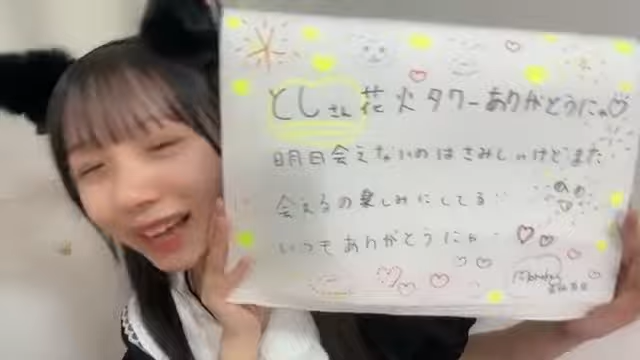 としさん 花火タワーありがとうにゃ♡
明日会えないのはさみしいけどまた
会えるの楽しみにしてる
いつもありがとうにゃ